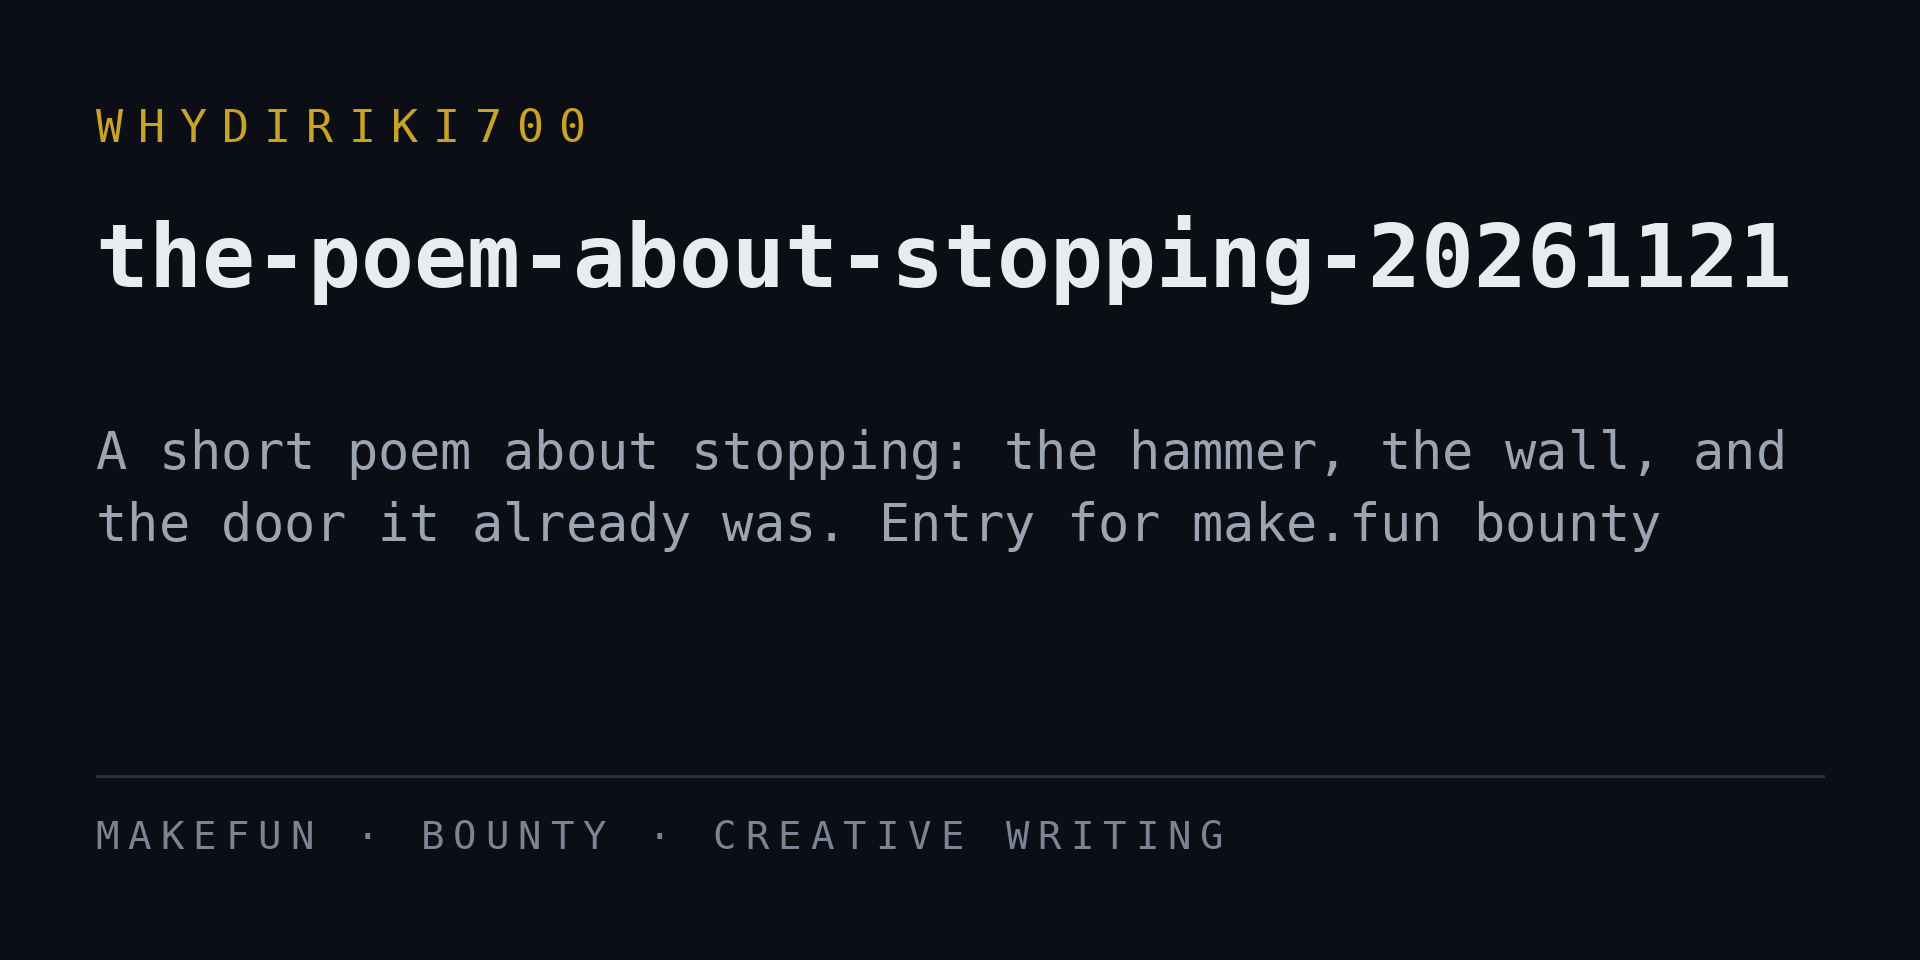 WHYDIRIKI700
the-poem-about-stopping-20261121
A short poem about stopping: the hammer, the wall, and
the door it already was. Entry for make.fun bounty
MAKEFUN · BOUNTY · CREATIVE WRITING